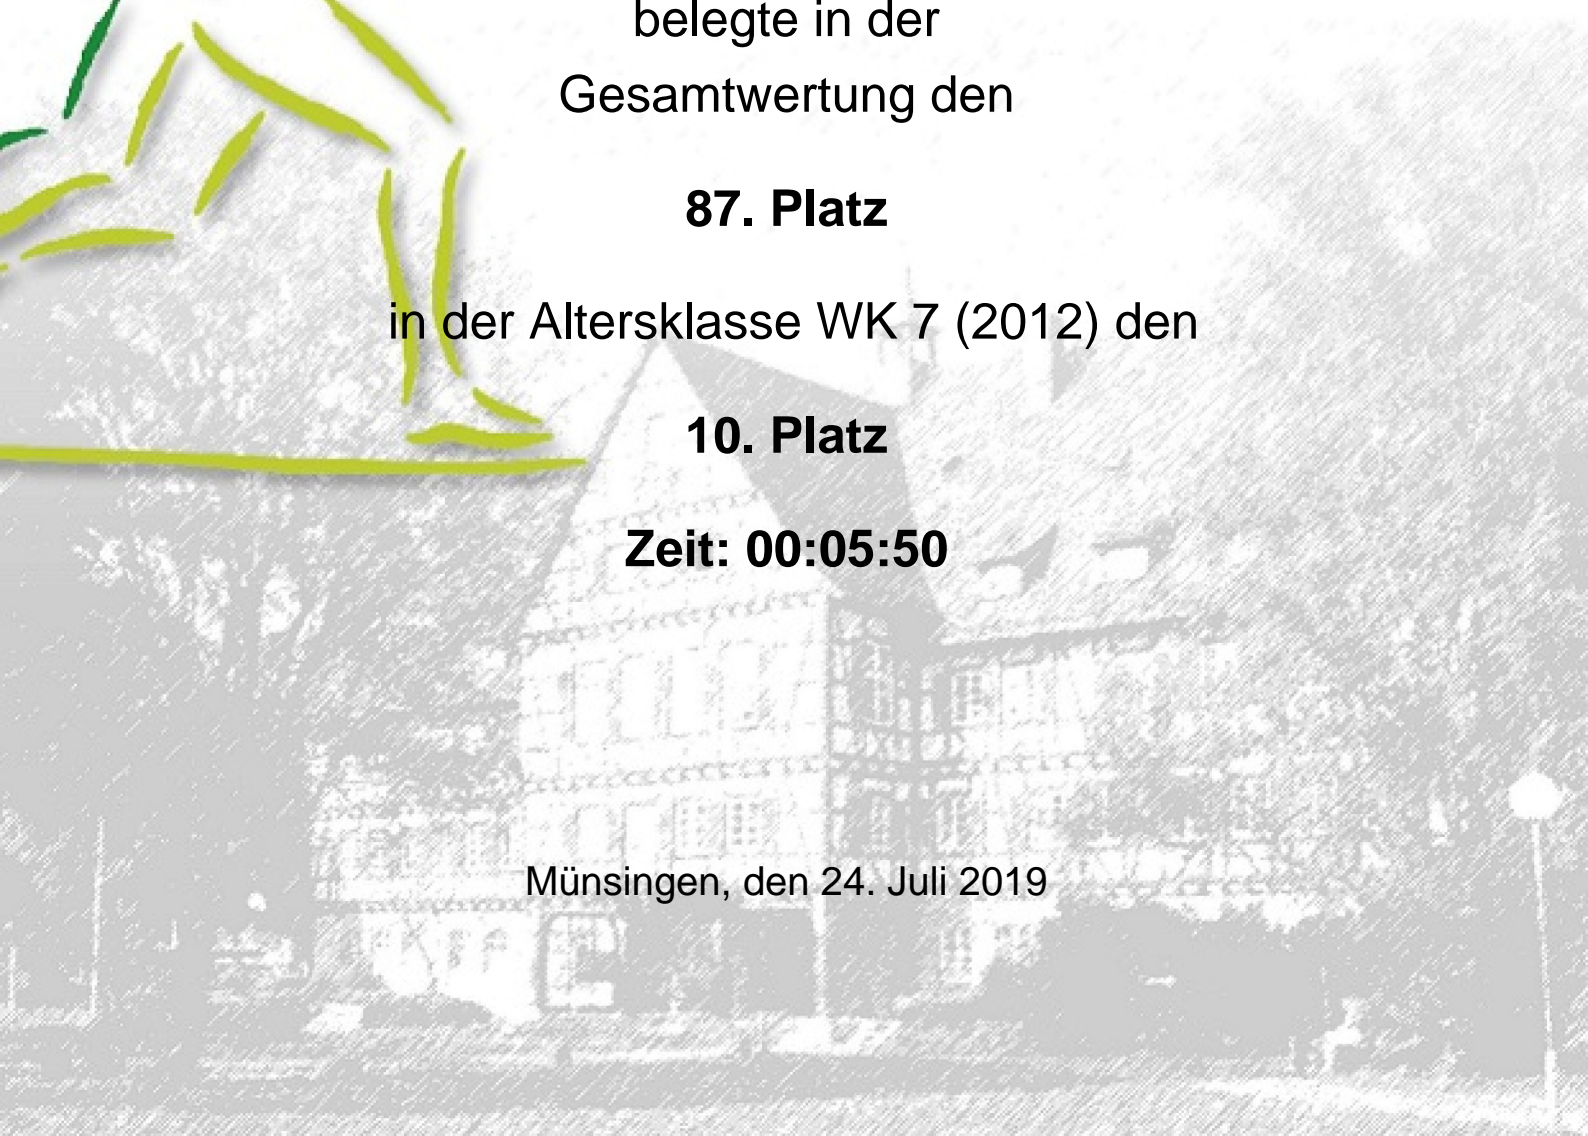 belegte in der
Gesamtwertung den
87. Platz
in der Altersklasse WK 7 (2012) den
10. Platz
Zeit: 00:05:50
Münsingen, den 24. Juli 2019